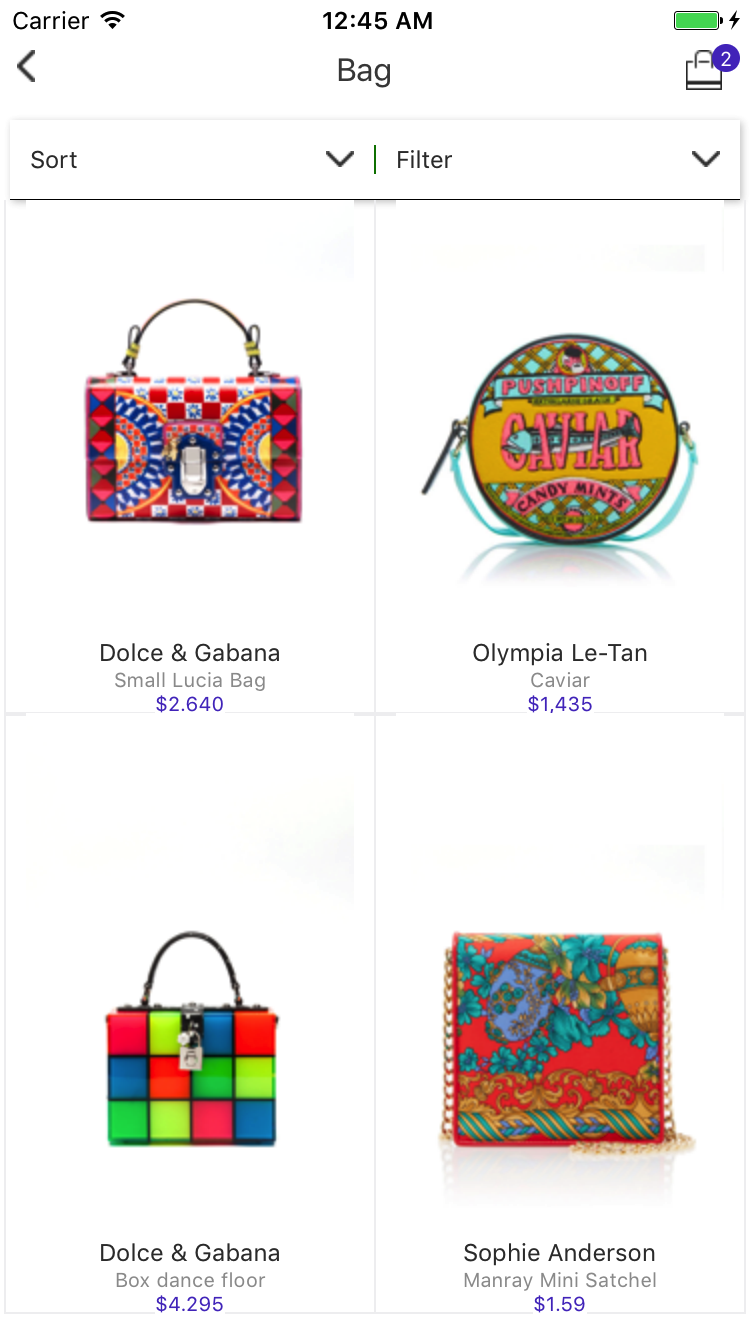 Carrier 12:45 AM
Bag
2
Sort Filter
PUSHPINOFF
CAVIAR
CANDY MINTS
Dolce & Gabana
Small Lucia Bag
$2.640
Olympia Le-Tan
Caviar
$1,435
Dolce & Gabana
Box dance floor
$4.295
Sophie Anderson
Manray Mini Satchel
$1.59